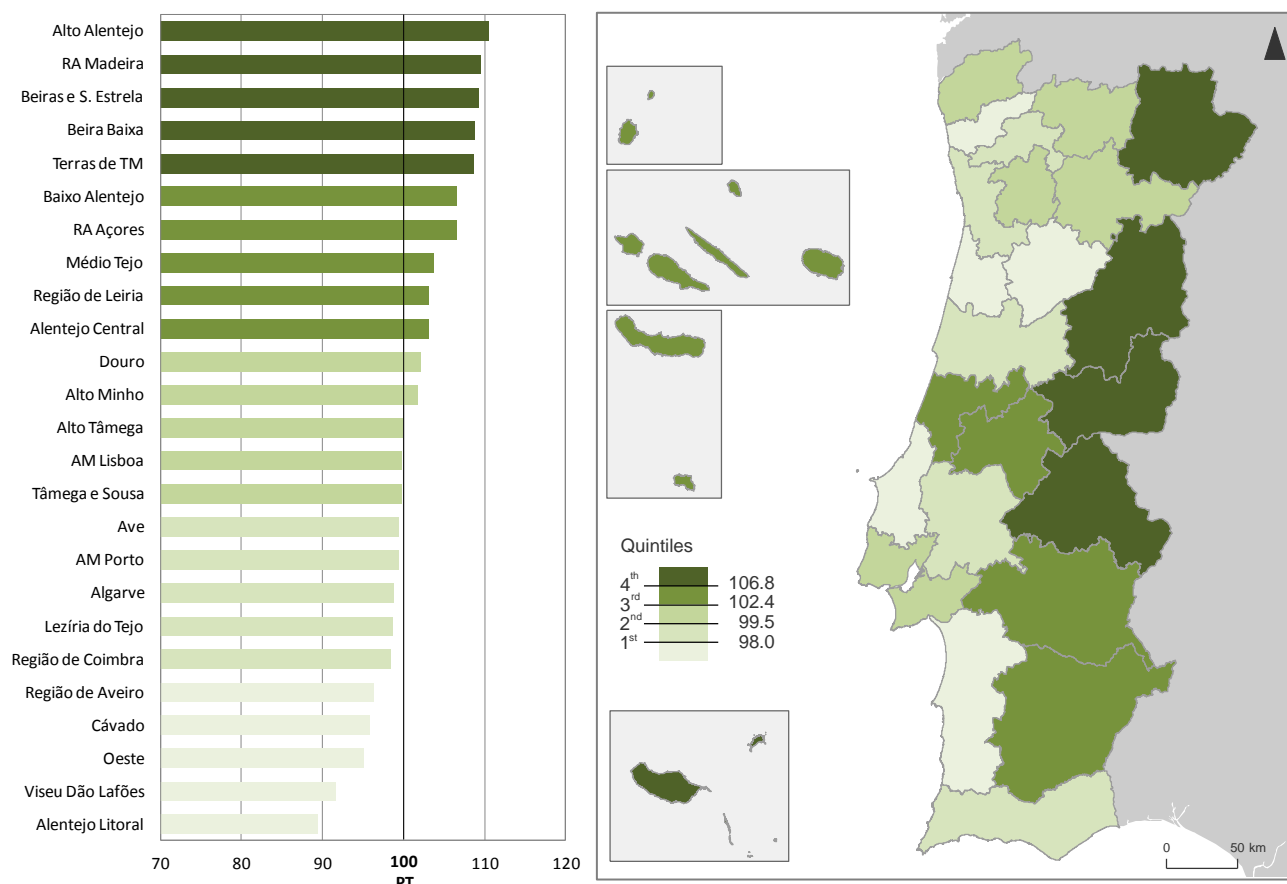 Alto Alentejo
RA Madeira
Beiras e S. Estrela
Beira Baixa
Terras de TM
Baixo Alentejo
RA Açores
Médio Tejo
Região de Leiria
Alentejo Central
Douro
Alto Minho
Alto Tâmega
AM Lisboa
Tâmega e Sousa
Ave
AM Porto
Algarve
Lezíria do Tejo
Região de Coimbra
Região de Aveiro
Cávado
Oeste
Viseu Dão Lafões
Alentejo Litoral
70 80 90 100 110 120
PT
Quintiles
4th 106.8
3rd 102.4
2nd 99.5
1st 98.0
0 50 km